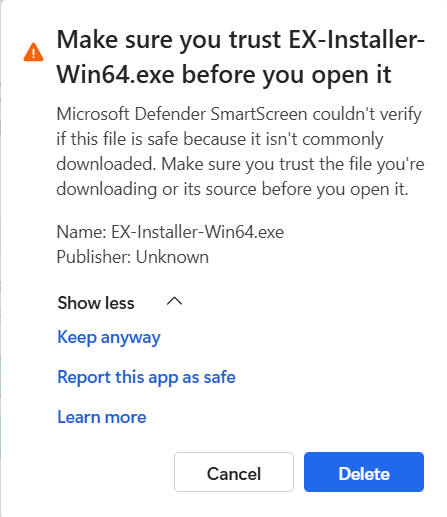 Make sure you trust EX-Installer-
Win64.exe before you open it
Microsoft Defender SmartScreen couldn't verify
if this file is safe because it isn't commonly
downloaded. Make sure you trust the file you're
downloading or its source before you open it.
Name: EX-Installer-Win64.exe
Publisher: Unknown
Show less
Keep anyway
Report this app as safe
Learn more
Cancel
Delete